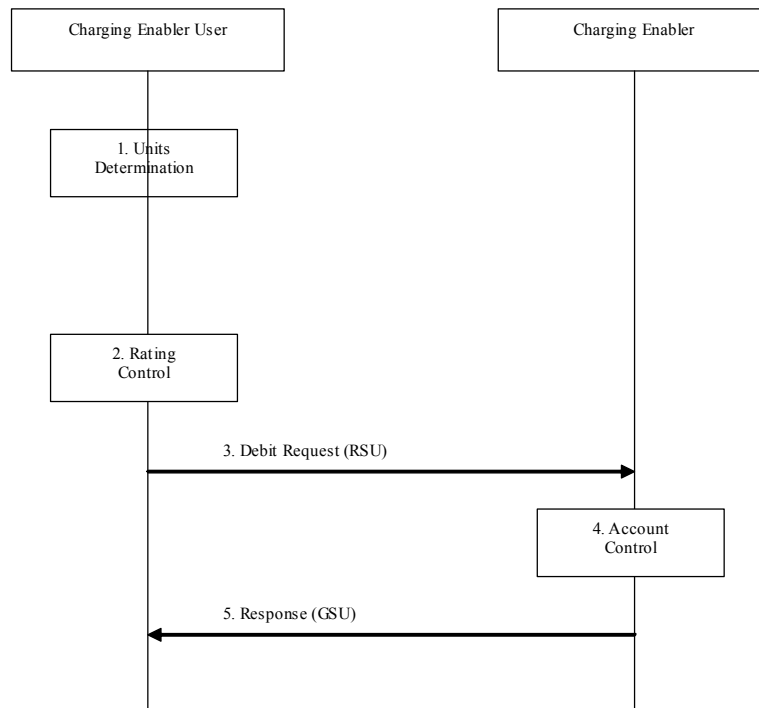 Charging Enabler User
Charging Enabler
1. Units
Determination
2. Rating
Control
3. Debit Request (RSU)
4. Account
Control
5. Response (GSU)